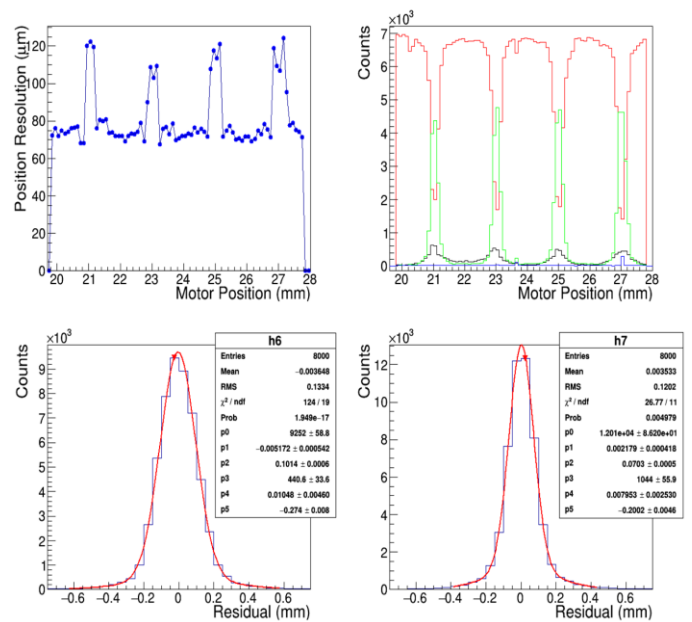 Position Resolution (μm)
120
100
80
60
40
20
0
20 21 22 23 24 25 26 27 28
Motor Position (mm)
×10³
Counts
7
6
5
4
3
2
1
0
20 21 22 23 24 25 26 27 28
Motor Position (mm)
×10³
Counts
9
8
7
6
5
4
3
2
1
0
−0.6 −0.4 −0.2 0 0.2 0.4 0.6
Residual (mm)
h6
Entries 8000
Mean −0.003648
RMS 0.1334
χ² / ndf 124 / 19
Prob 1.949e−17
p0 9252 ± 58.8
p1 −0.005172 ± 0.000542
p2 0.1014 ± 0.0006
p3 440.6 ± 33.6
p4 0.01048 ± 0.00460
p5 −0.274 ± 0.008
×10³
Counts
12
10
8
6
4
2
0
−0.6 −0.4 −0.2 0 0.2 0.4 0.6
Residual (mm)
h7
Entries 8000
Mean 0.003533
RMS 0.1202
χ² / ndf 26.77 / 11
Prob 0.004979
p0 1.201e+04 ± 8.620e+01
p1 0.002179 ± 0.000418
p2 0.0703 ± 0.0005
p3 1044 ± 55.9
p4 0.007953 ± 0.002530
p5 −0.2002 ± 0.0046